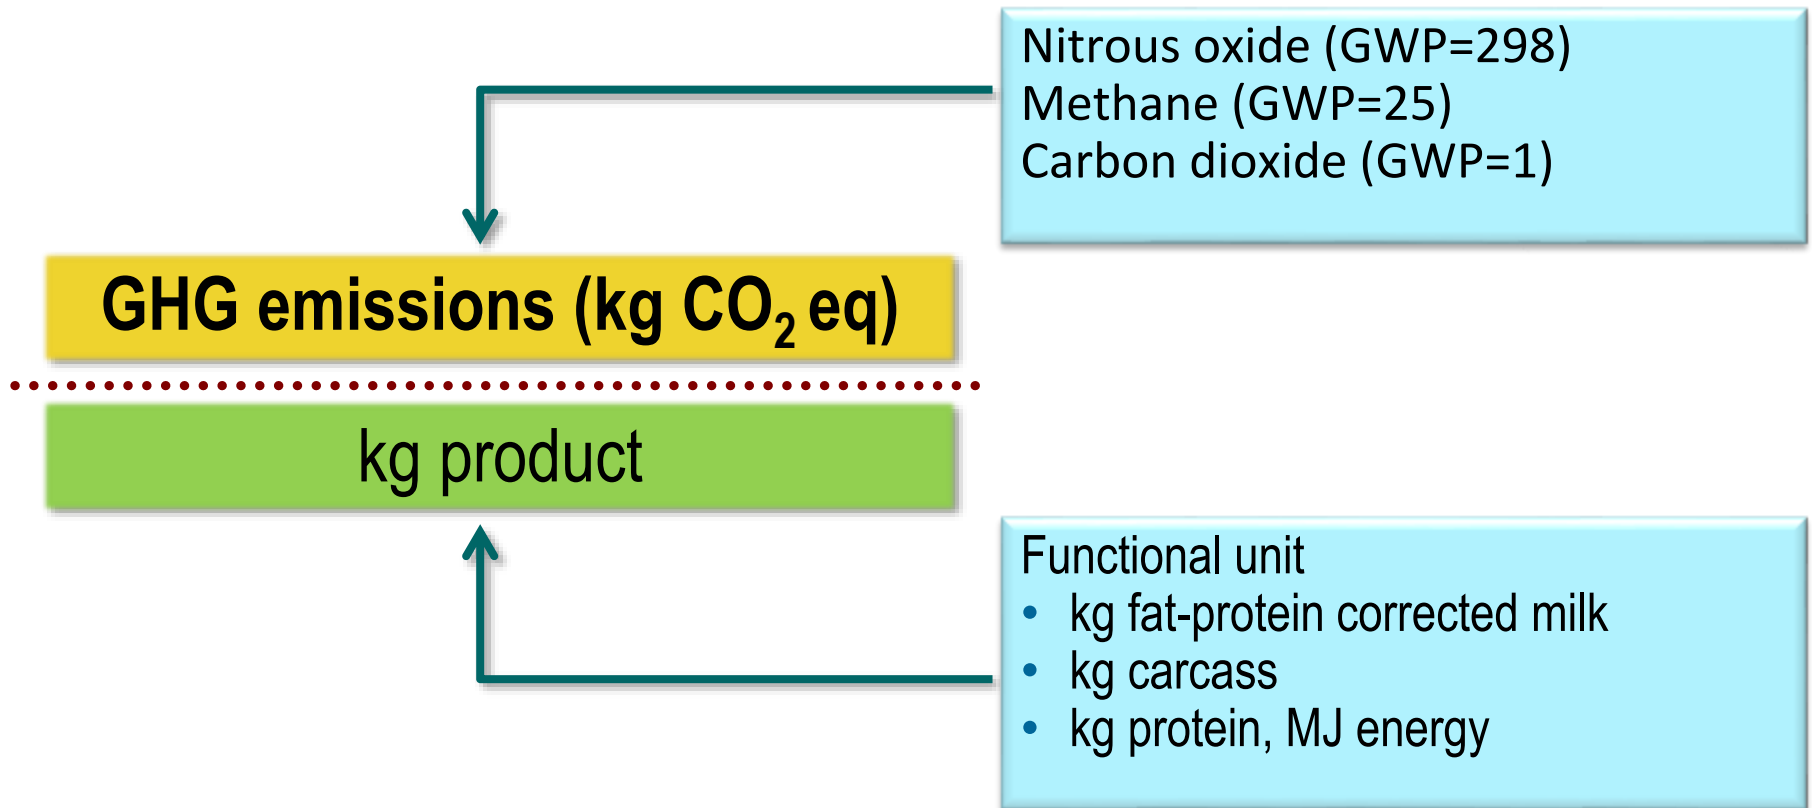 Nitrous oxide (GWP=298)
Methane (GWP=25)
Carbon dioxide (GWP=1)
GHG emissions (kg CO₂ eq)
kg product
Functional unit
• kg fat-protein corrected milk
• kg carcass
• kg protein, MJ energy